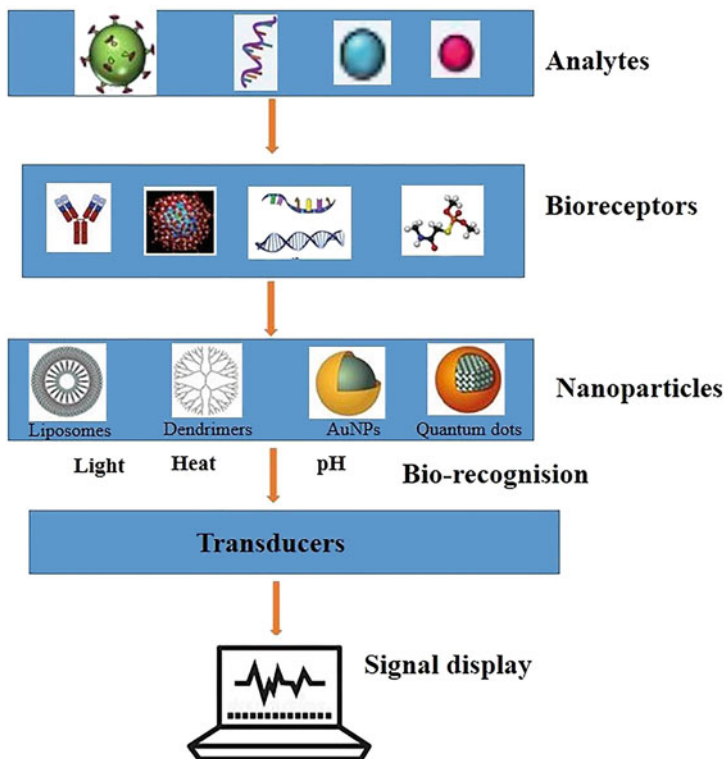 Analytes
Bioreceptors
Nanoparticles
Liposomes
Dendrimers
AuNPs
Quantum dots
Light
Heat
pH
Bio-recognision
Transducers
Signal display